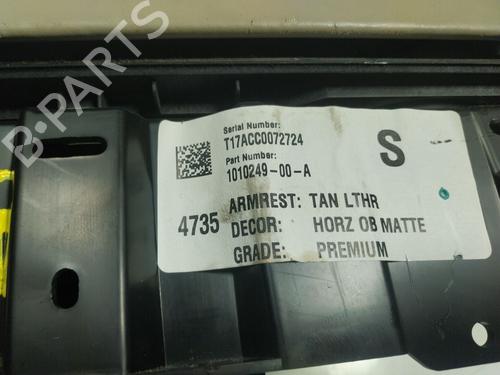 Serial Number:
T17ACC0072724
Part Number:
1010249-00-A
S
4735
ARMREST: TAN LTHR
DECOR: HORZ OB MATTE
GRADE: PREMIUM
B-PARTS